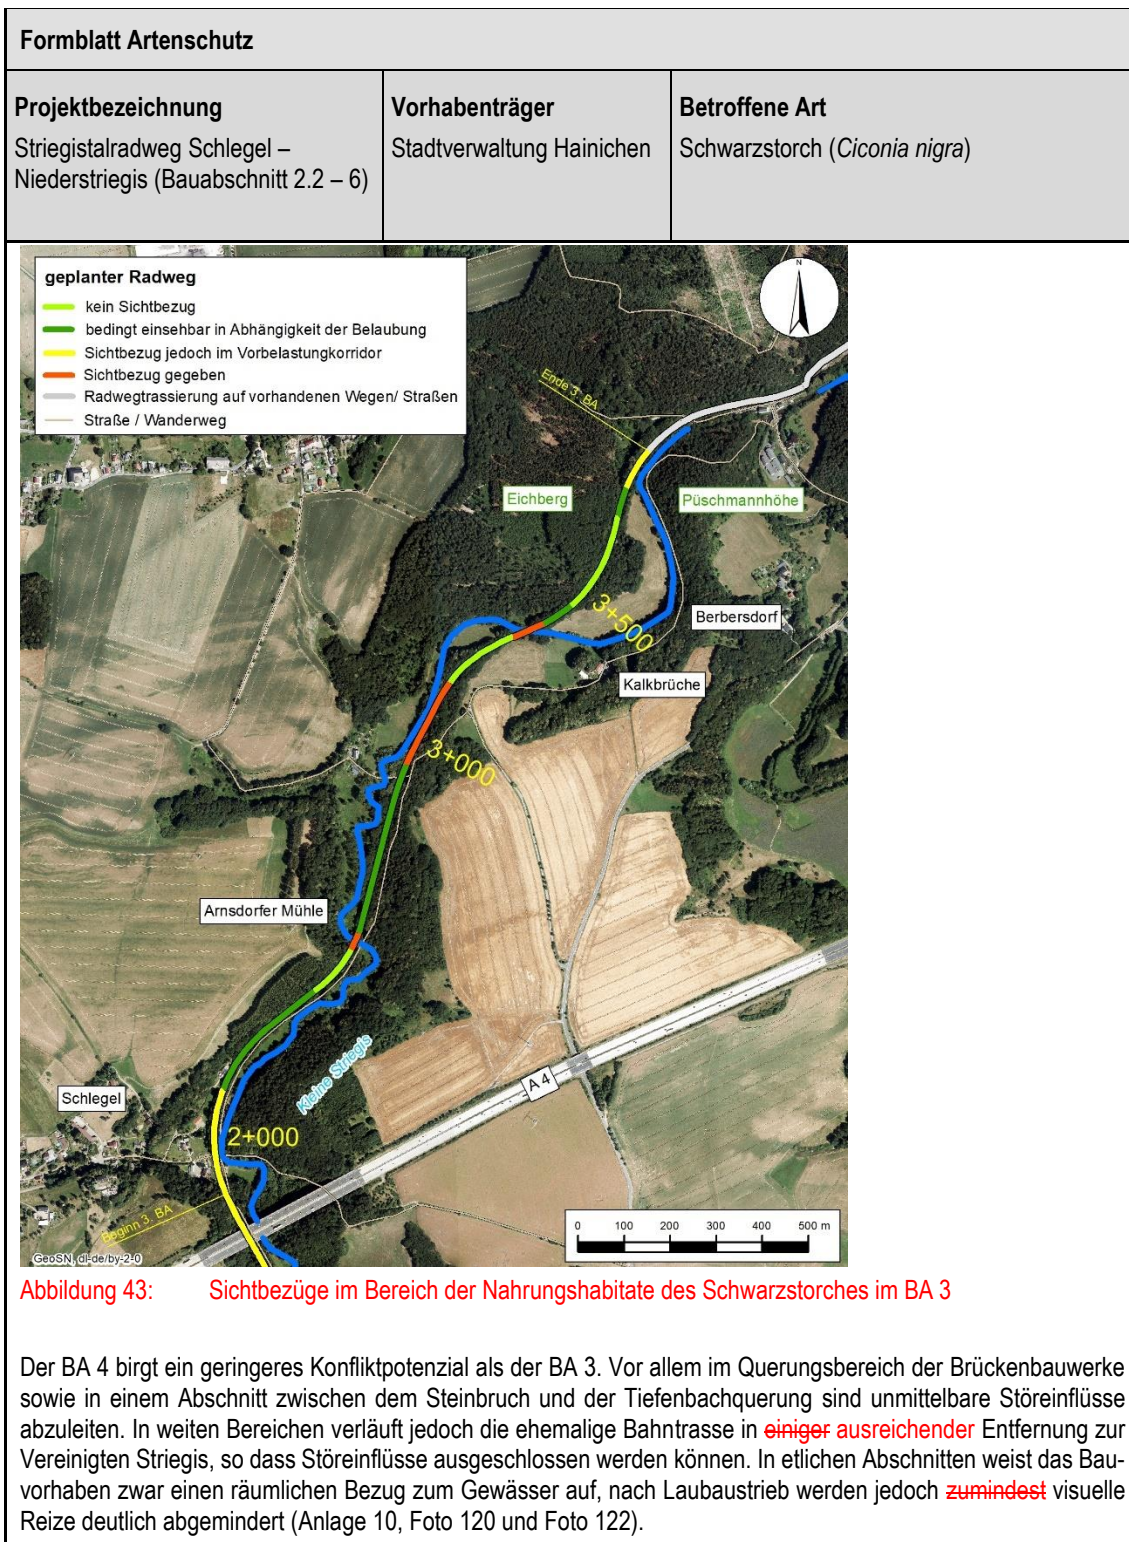 Formblatt Artenschutz
Projektbezeichnung
Striegistalradweg Schlegel –
Niederstriegis (Bauabschnitt 2.2 – 6)
Vorhabenträger
Stadtverwaltung Hainichen
Betroffene Art
Schwarzstorch (Ciconia nigra)
geplanter Radweg
kein Sichtbezug
bedingt einsehbar in Abhängigkeit der Belaubung
Sichtbezug jedoch im Vorbelastungkorridor
Sichtbezug gegeben
Radwegtrassierung auf vorhandenen Wegen/ Straßen
Straße / Wanderweg
N
Ende 3. BA
Eichberg
Püschmannhöhe
3+500
Berbersdorf
Kalkbrüche
3+000
Arnsdorfer Mühle
Kleine Striegis
A 4
Schlegel
2+000
Beginn 3. BA
0 100 200 300 400 500 m
GeoSN, dl-de/by-2-0
Abbildung 43: Sichtbezüge im Bereich der Nahrungshabitate des Schwarzstorches im BA 3
Der BA 4 birgt ein geringeres Konfliktpotenzial als der BA 3. Vor allem im Querungsbereich der Brückenbauwerke
sowie in einem Abschnitt zwischen dem Steinbruch und der Tiefenbachquerung sind unmittelbare Störeinflüsse
abzuleiten. In weiten Bereichen verläuft jedoch die ehemalige Bahntrasse in einiger ausreichender Entfernung zur
Vereinigten Striegis, so dass Störeinflüsse ausgeschlossen werden können. In etlichen Abschnitten weist das Bau-
vorhaben zwar einen räumlichen Bezug zum Gewässer auf, nach Laubaustrieb werden jedoch zumindest visuelle
Reize deutlich abgemindert (Anlage 10, Foto 120 und Foto 122).